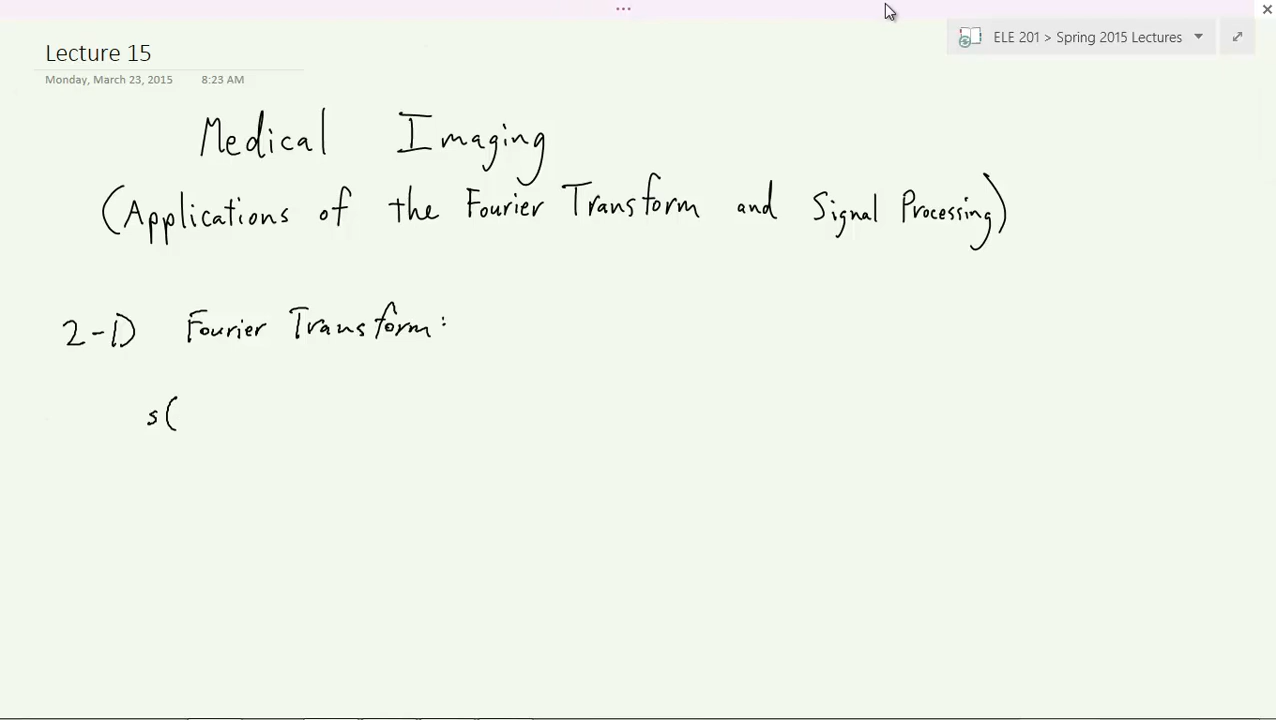 ...
ELE 201 > Spring 2015 Lectures
Lecture 15
Monday, March 23, 2015 8:23 AM
Medical Imaging
(Applications of the Fourier Transform and Signal Processing)
2-D Fourier Transform:
s(